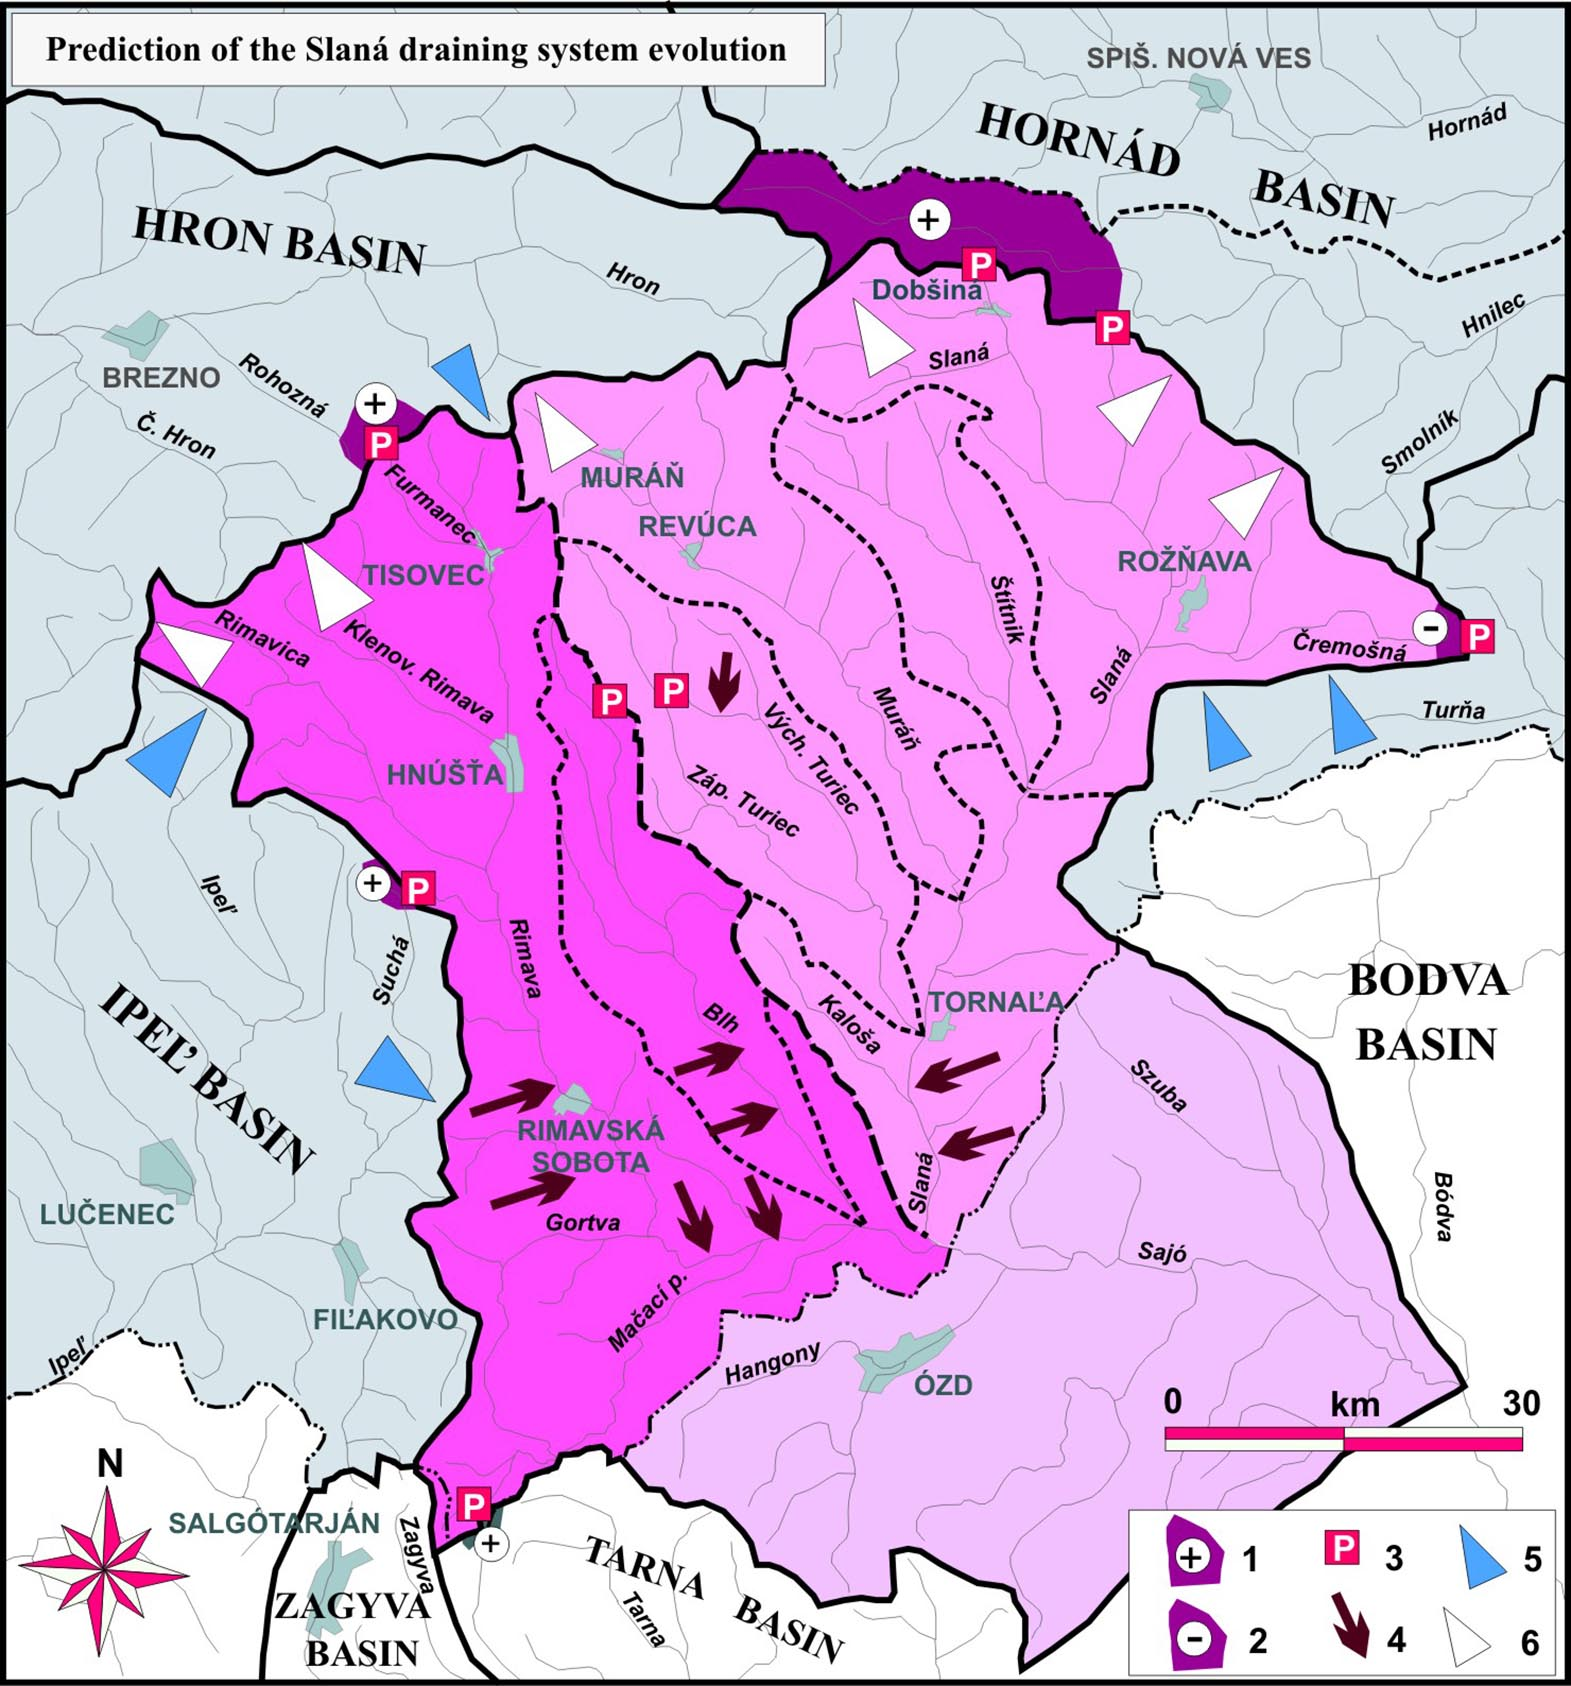 Prediction of the Slaná draining system evolution
SPIŠ. NOVÁ VES
HORNÁD
BASIN
Hornád
HRON BASIN
Hron
+
P
Dobšiná
Hnilec
P
BREZNO
Rohozná
Slaná
Č. Hron
+
P
Furmanec
MURÁŇ
Smolník
REVÚCA
TISOVEC
ROŽŇAVA
Štítnik
Rimavica
Klenov. Rimava
Čremošná
-
P
P
P
Slaná
Muráň
Turňa
Vých. Turiec
HNÚŠŤA
Záp. Turiec
+
P
Ipeľ
Suchá
Rimava
BODVA
BASIN
IPEĽ BASIN
Blh
Kaloša
TORNAĽA
Szuba
RIMAVSKÁ
SOBOTA
LUČENEC
Slaná
Bódva
Gortva
Sajó
FIĽAKOVO
Mačací p.
Ipeľ
Hangony
ÓZD
0 km 30
N
P
+
SALGÓTARJÁN
Zagyva
TARNA
BASIN
Tarna
ZAGYVA
BASIN
+ 1
P 3
5
- 2
4
6